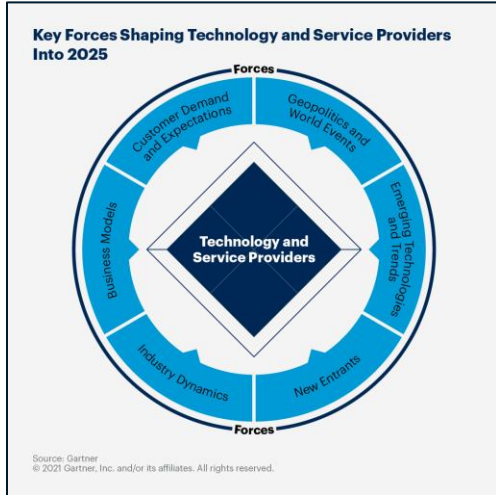 Key Forces Shaping Technology and Service Providers
Into 2025
Forces
Customer Demand
and Expectations
Geopolitics and
World Events
Business Models
Technology and
Service Providers
Emerging Technologies
and Trends
Industry Dynamics
New Entrants
Forces
Source: Gartner
© 2021 Gartner, Inc. and/or its affiliates. All rights reserved.